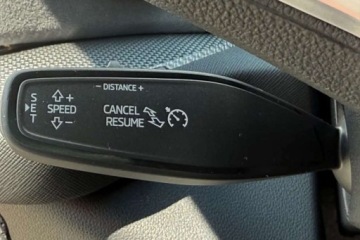 - DISTANCE +
SET
+
SPEED
-
CANCEL
RESUME